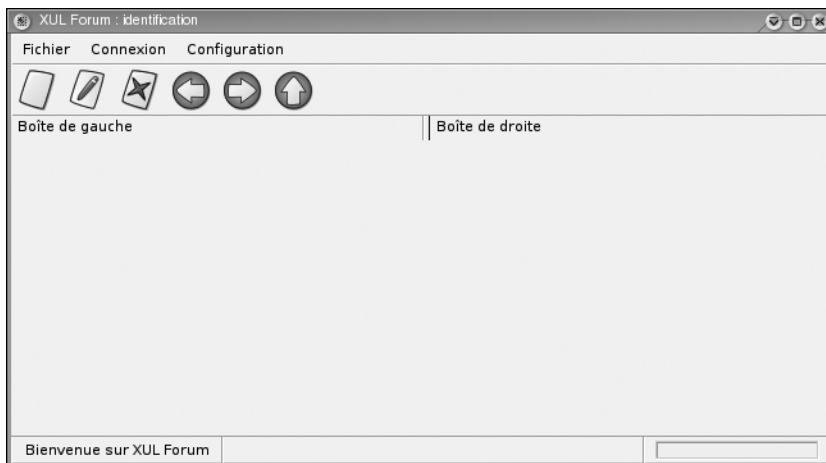 XUL Forum : identification
Fichier Connexion Configuration
Boîte de gauche Boîte de droite
Bienvenue sur XUL Forum